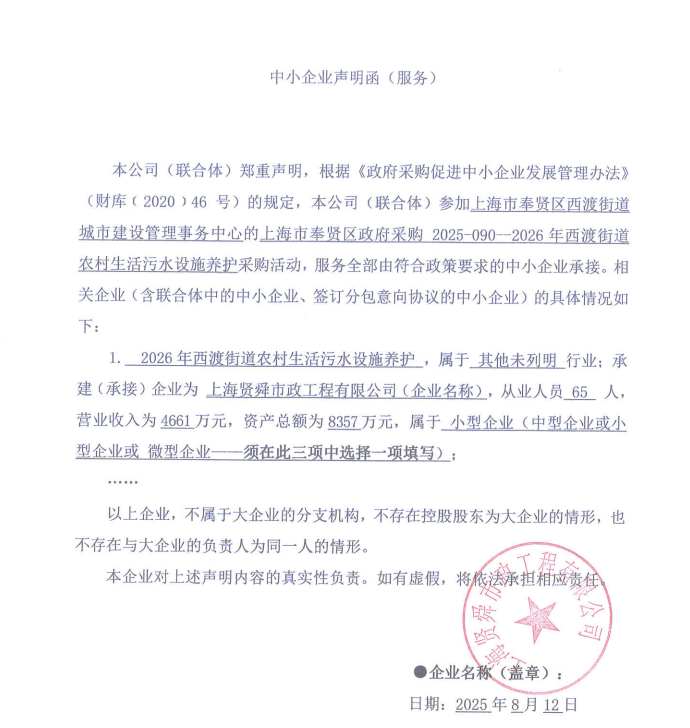 中小企业声明函（服务）
本公司（联合体）郑重声明，根据《政府采购促进中小企业发展管理办法》
（财库﹝2020﹞46 号）的规定，本公司（联合体）参加上海市奉贤区西渡街道
城市建设管理事务中心的上海市奉贤区政府采购 2025-090--2026 年西渡街道
农村生活污水设施养护采购活动，服务全部由符合政策要求的中小企业承接。相
关企业（含联合体中的中小企业、签订分包意向协议的中小企业）的具体情况如
下：
1. 2026 年西渡街道农村生活污水设施养护 ，属于 其他未列明 行业；承
建（承接）企业为 上海贤舜市政工程有限公司（企业名称），从业人员 65 人，
营业收入为 4661 万元，资产总额为 8357 万元，属于 小型企业（中型企业或小
型企业或 微型企业——须在此三项中选择一项填写）；
……
以上企业，不属于大企业的分支机构，不存在控股股东为大企业的情形，也
不存在与大企业的负责人为同一人的情形。
本企业对上述声明内容的真实性负责。如有虚假，将依法承担相应责任。
上海贤舜市政工程有限公司
●企业名称（盖章）：
日期：2025 年 8 月 12 日